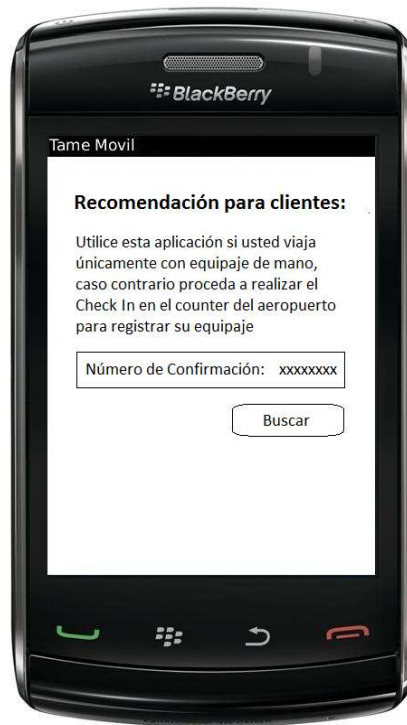 BlackBerry
Tame Movil
Recomendación para clientes:
Utilice esta aplicación si usted viaja
únicamente con equipaje de mano,
caso contrario proceda a realizar el
Check In en el counter del aeropuerto
para registrar su equipaje
Número de Confirmación: xxxxxxxx
Buscar